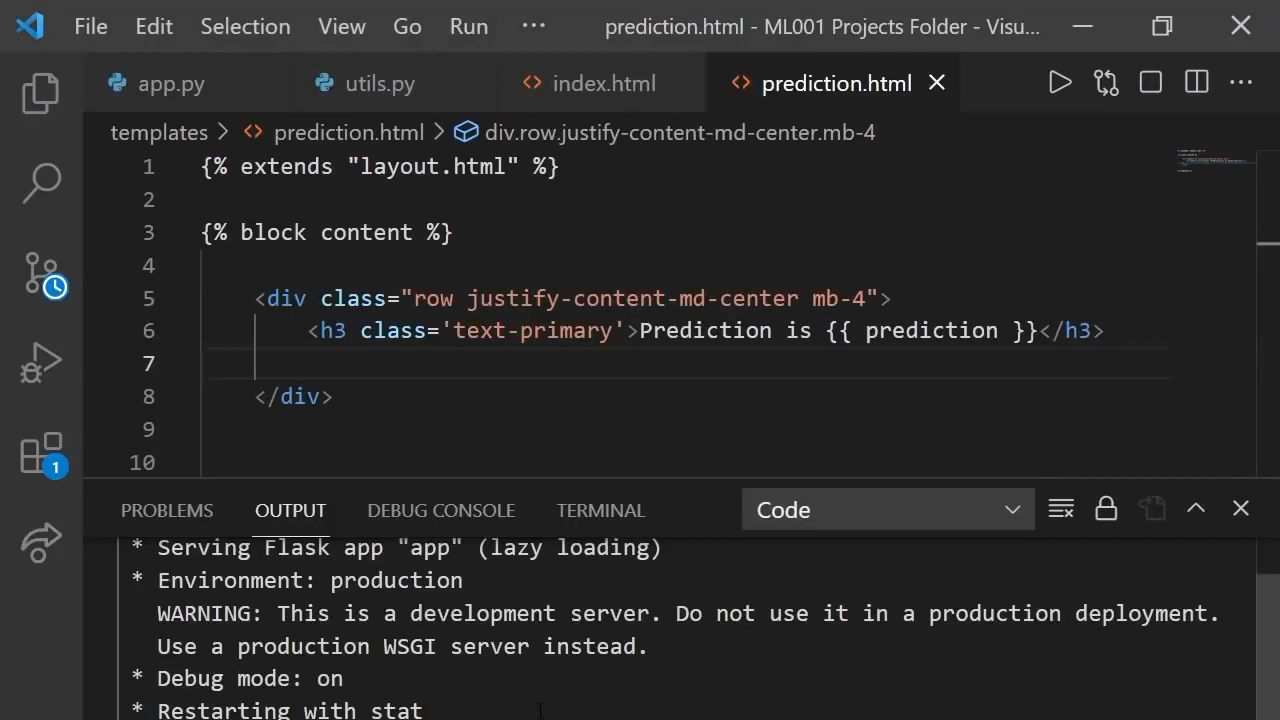 File Edit Selection View Go Run ··· prediction.html - ML001 Projects Folder - Visu...
app.py utils.py index.html prediction.html
templates > prediction.html > div.row.justify-content-md-center.mb-4
1 {% extends "layout.html" %}
2
3 {% block content %}
4
5 <div class="row justify-content-md-center mb-4">
6 <h3 class='text-primary'>Prediction is {{ prediction }}</h3>
7
8 </div>
9
10
1
PROBLEMS OUTPUT DEBUG CONSOLE TERMINAL Code
* Serving Flask app "app" (lazy loading)
* Environment: production
WARNING: This is a development server. Do not use it in a production deployment.
Use a production WSGI server instead.
* Debug mode: on
* Restarting with stat